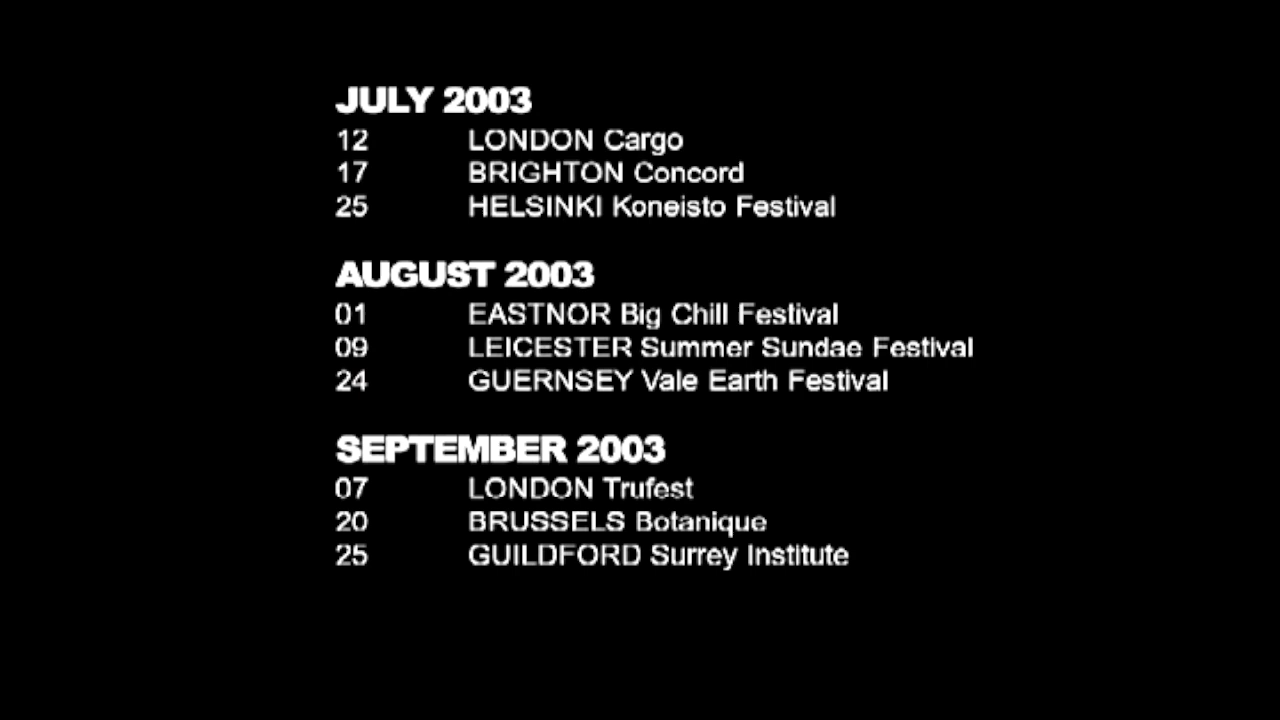 JULY 2003
12 LONDON Cargo
17 BRIGHTON Concord
25 HELSINKI Koneisto Festival
AUGUST 2003
01 EASTNOR Big Chill Festival
09 LEICESTER Summer Sundae Festival
24 GUERNSEY Vale Earth Festival
SEPTEMBER 2003
07 LONDON Trufest
20 BRUSSELS Botanique
25 GUILDFORD Surrey Institute